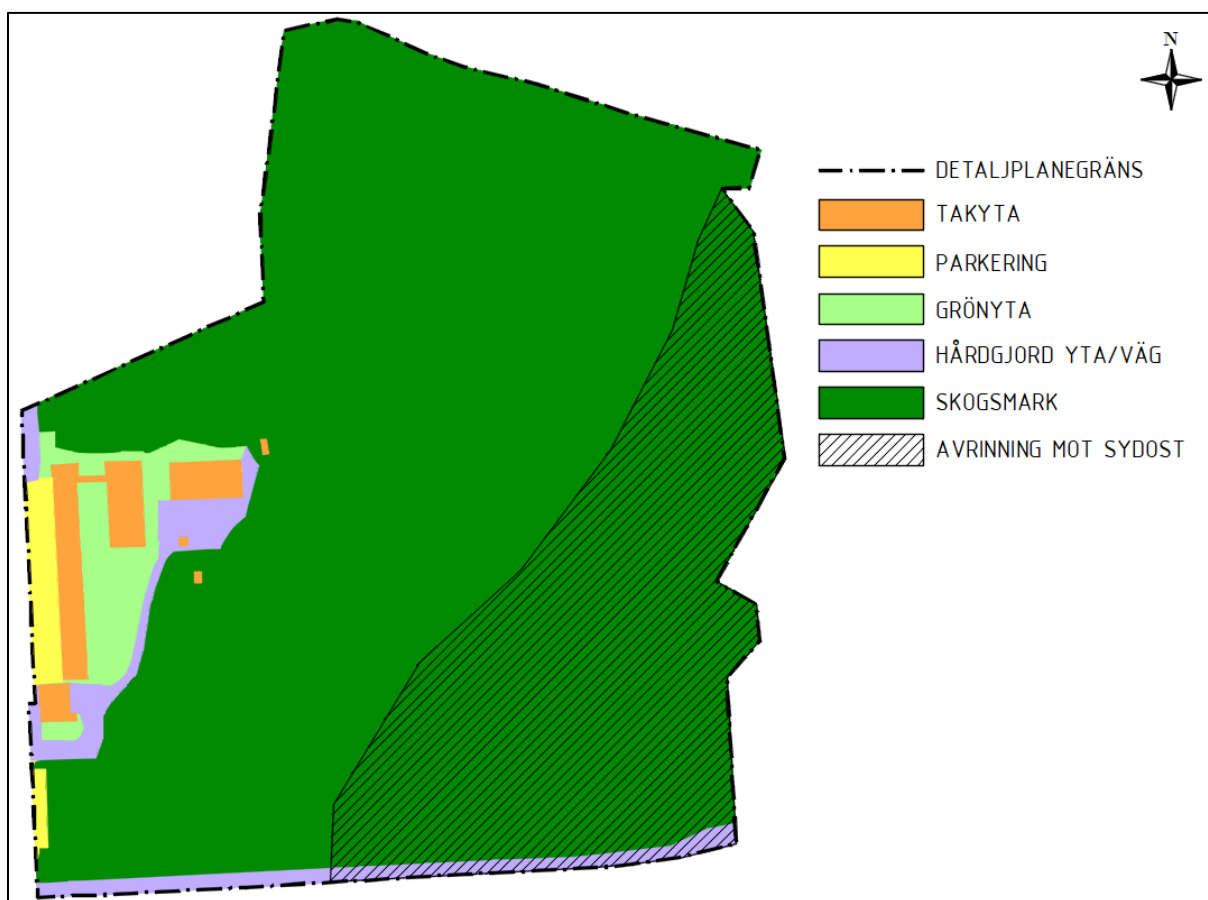 N
DETALJPLANEGRÄNS
TAKYTA
PARKERING
GRÖNYTA
HÅRDGJORD YTA/VÄG
SKOGSMARK
AVRINNING MOT SYDOST